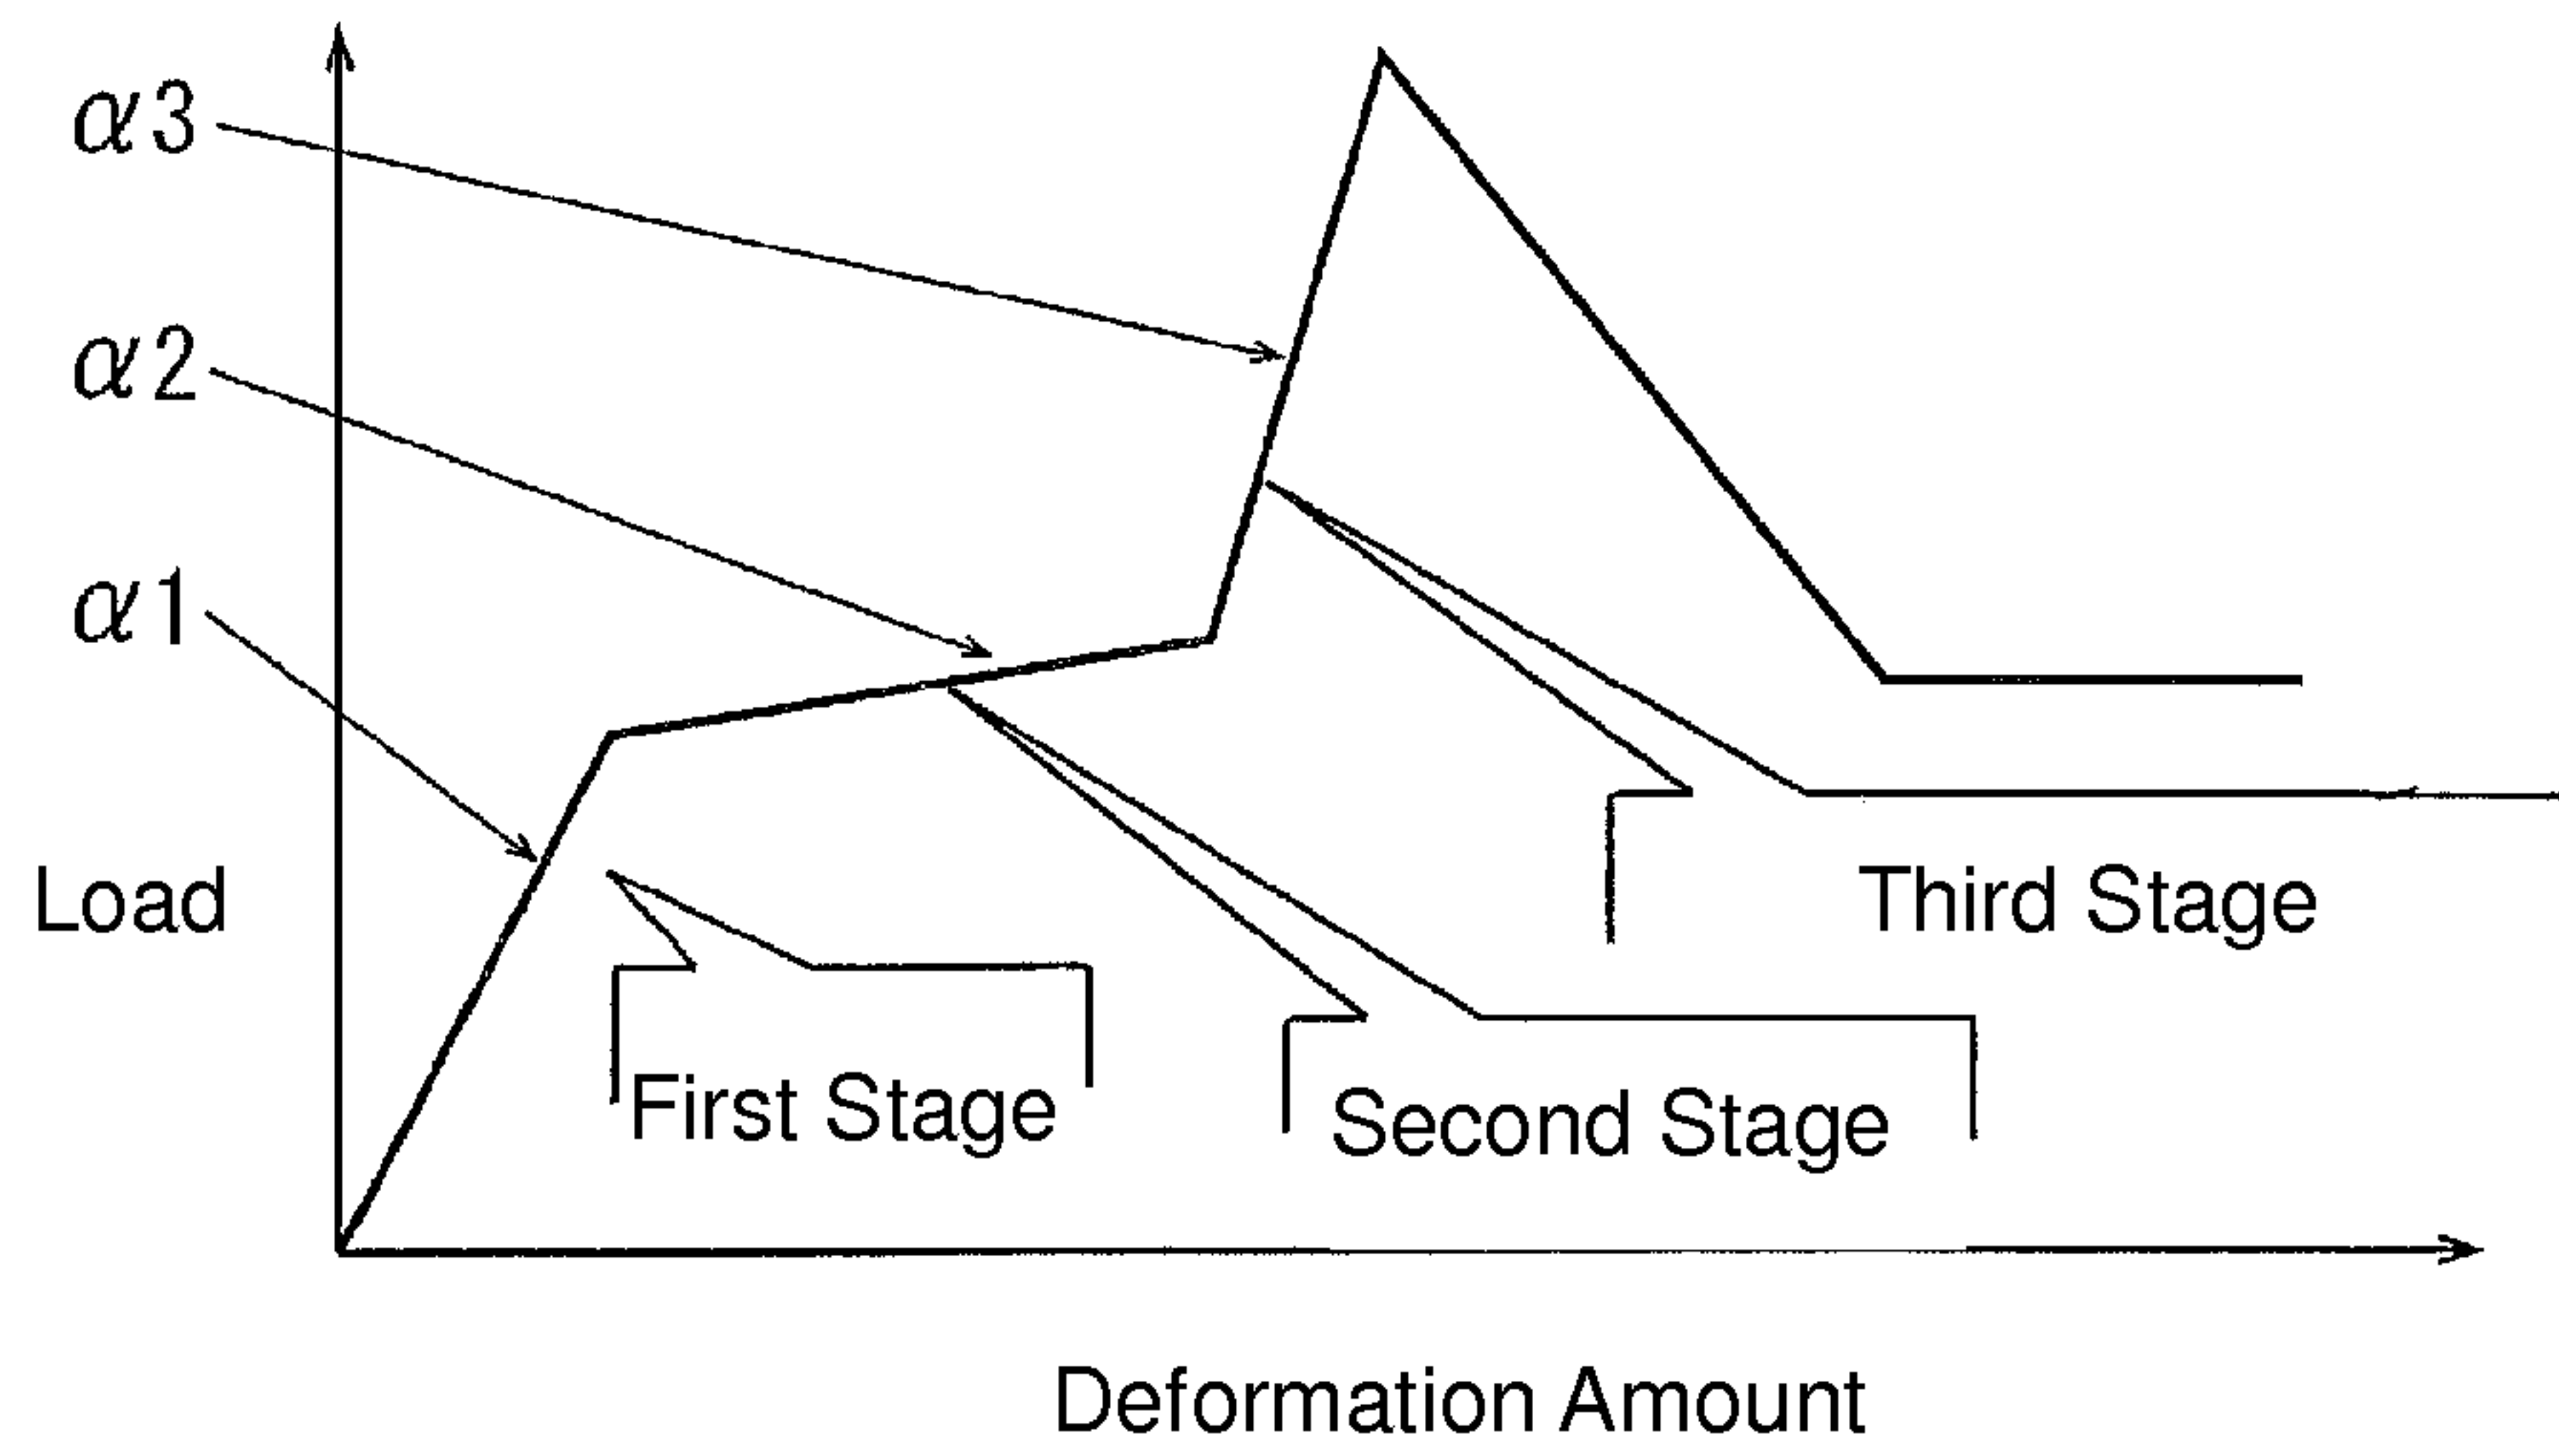 α3
α2
α1
Load
Third Stage
First Stage
Second Stage
Deformation Amount